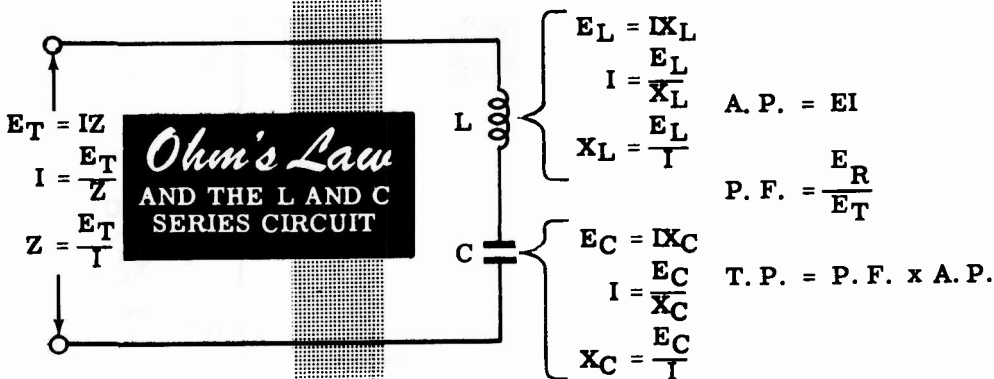 E_T = IZ
I = E_T/Z
Z = E_T/I
Ohm's Law
AND THE L AND C
SERIES CIRCUIT
L
E_L = IX_L
I = E_L/X_L
X_L = E_L/I
C
E_C = IX_C
I = E_C/X_C
X_C = E_C/I
A.P. = EI
P.F. = E_R/E_T
T.P. = P.F. x A.P.